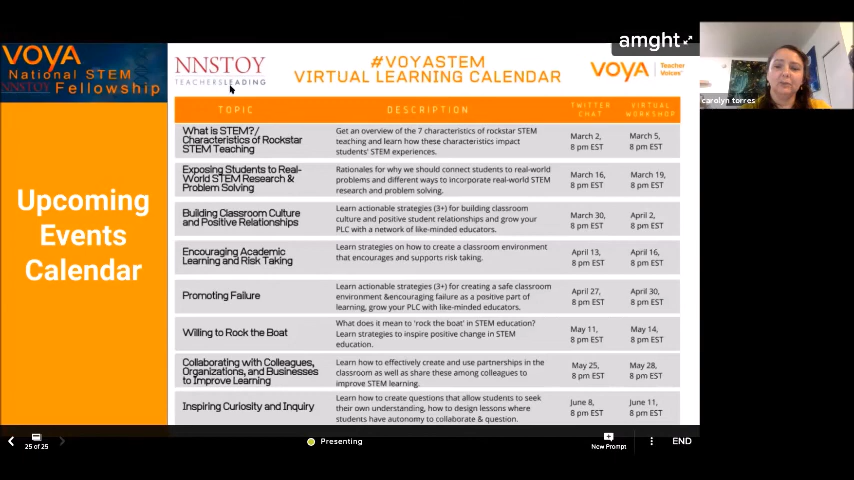 VOYA
National STEM
NNSTOY Fellowship
Upcoming
Events
Calendar
NNSTOY
TEACHERSLEADING
#VOYASTEM
VIRTUAL LEARNING CALENDAR
VOYA Teacher
Voices
amght
carolyn torres
TOPIC DESCRIPTION TWITTER CHAT VIRTUAL WORKSHOP
What is STEM?/
Characteristics of Rockstar
STEM Teaching
Get an overview of the 7 characteristics of rockstar STEM
teaching and learn how these characteristics impact
students' STEM experiences.
March 2,
8 pm EST
March 5,
8 pm EST
Exposing Students to Real-
World STEM Research &
Problem Solving
Rationales for why we should connect students to real-world
problems and different ways to incorporate real-world STEM
research and problem solving.
March 16,
8 pm EST
March 19,
8 pm EST
Building Classroom Culture
and Positive Relationships
Learn actionable strategies (3+) for building classroom
culture and positive student relationships and grow your
PLC with a network of like-minded educators.
March 30,
8 pm EST
April 2,
8 pm EST
Encouraging Academic
Learning and Risk Taking
Learn strategies on how to create a classroom environment
that encourages and supports risk taking.
April 13,
8 pm EST
April 16,
8 pm EST
Promoting Failure
Learn actionable strategies (3+) for creating a safe classroom
environment &encouraging failure as a positive part of
learning, grow your PLC with like-minded educators.
April 27,
8 pm EST
April 30,
8 pm EST
Willing to Rock the Boat
What does it mean to 'rock the boat' in STEM education?
Learn strategies to inspire positive change in STEM
education.
May 11,
8 pm EST
May 14,
8 pm EST
Collaborating with Colleagues,
Organizations, and Businesses
to Improve Learning
Learn how to effectively create and use partnerships in the
classroom as well as share these among colleagues to
improve STEM learning.
May 25,
8 pm EST
May 28,
8 pm EST
Inspiring Curiosity and Inquiry
Learn how to create questions that allow students to seek
their own understanding, how to design lessons where
students have autonomy to collaborate & question.
June 8,
8 pm EST
June 11,
8 pm EST
25 of 25
Presenting
New Prompt
END